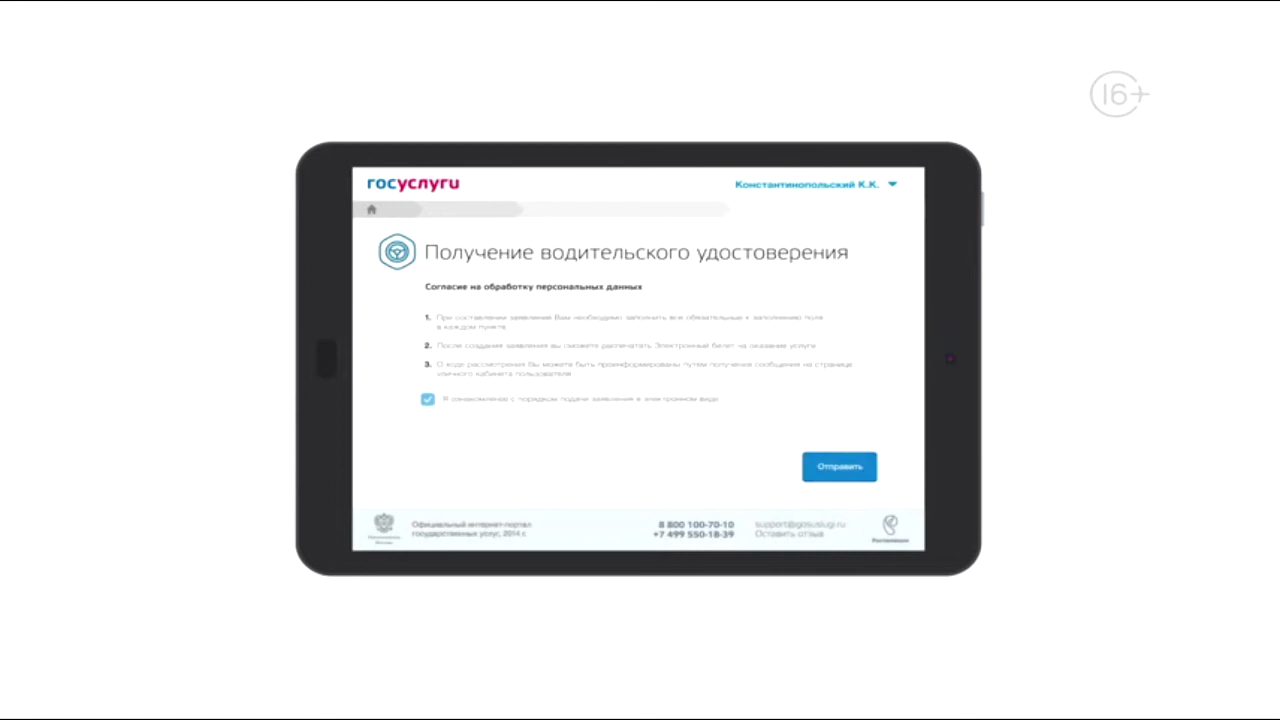 16+
госуслуги
Константинопольский К.К.
Получение водительского удостоверения
Согласие на обработку персональных данных
1. При составлении заявления Вам необходимо заполнить все обязательные к заполнению поля
в каждом пункте
2. После создания заявления вы сможете распечатать Электронный билет на оказание услуги
3. О ходе рассмотрения Вы можете быть проинформированы путем получения сообщения на странице
личного кабинета пользователя
Я ознакомлен(а) с порядком подачи заявления в электронном виде
Отправить
Официальный интернет-портал
государственных услуг, 2014 г.
8 800 100-70-10
+7 499 550-18-39
support@gosuslugi.ru
Оставить отзыв
Ростелеком